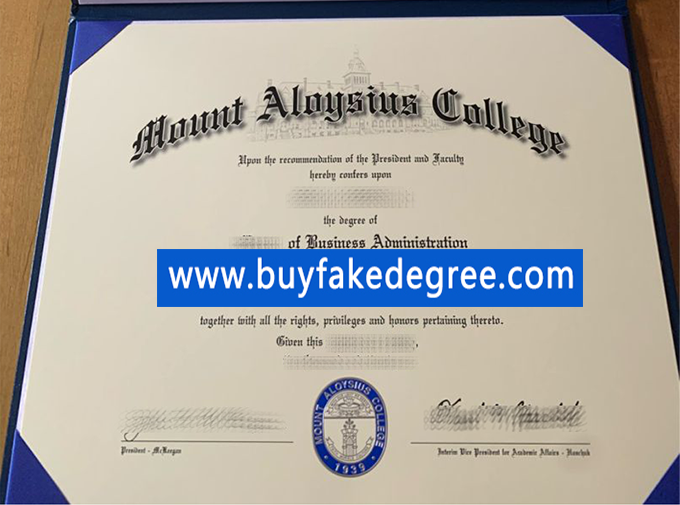 Mount Aloysius College
Upon the recommendation of the President and Faculty
hereby confers upon
the degree of
of Business Administration
www.buyfakedegree.com
together with all the rights, privileges and honors pertaining thereto.
Given this
MOUNT ALOYSIUS COLLEGE
• 1939 •
President - McKeegan
Interim Vice President for Academic Affairs - Hanchek